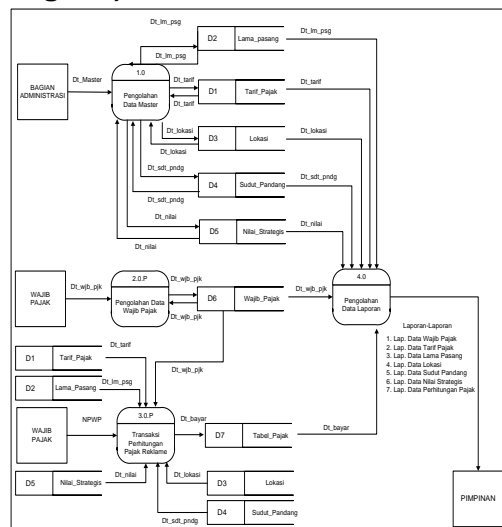 Dt_lm_psg
D2 Lama_pasang
Dt_lm_psg
Dt_lm_psg
1.0
Pengolahan
Data Master
BAGIAN
ADMINISTRASI
Dt_Master
Dt_tarif
D1 Tarif_Pajak
Dt_tarif
Dt_tarif
Dt_lokasi
D3 Lokasi
Dt_lokasi
Dt_lokasi
Dt_sdt_pndg
D4 Sudut_Pandang
Dt_sdt_pndg
Dt_sdt_pndg
Dt_nilai
D5 Nilai_Strategis
Dt_nilai
Dt_nilai
WAJIB
PAJAK
Dt_wjb_pjk
2.0.P
Pengolahan Data
Wajib Pajak
Dt_wjb_pjk
Dt_wjb_pjk
D6 Wajib_Pajak
Dt_wjb_pjk
4.0
Pengolahan
Data Laporan
Dt_wjb_pjk
Laporan-Laporan
1. Lap. Data Wajib Pajak
2. Lap. Data Tarif Pajak
3. Lap. Data Lama Pasang
4. Lap. Data Lokasi
5. Lap. Data Sudut Pandang
6. Lap. Data Nilai Strategis
7. Lap. Data Perhitungan Pajak
D1 Tarif_Pajak
Dt_tarif
D2 Lama_Pasang
Dt_lm_psg
WAJIB
PAJAK
NPWP
3.0.P
Transaksi
Perhitungan
Pajak Reklame
Dt_bayar
D7 Tabel_Pajak
Dt_bayar
D5 Nilai_Strategis
Dt_nilai
Dt_lokasi
D3 Lokasi
Dt_sdt_pndg
D4 Sudut_Pandang
PIMPINAN